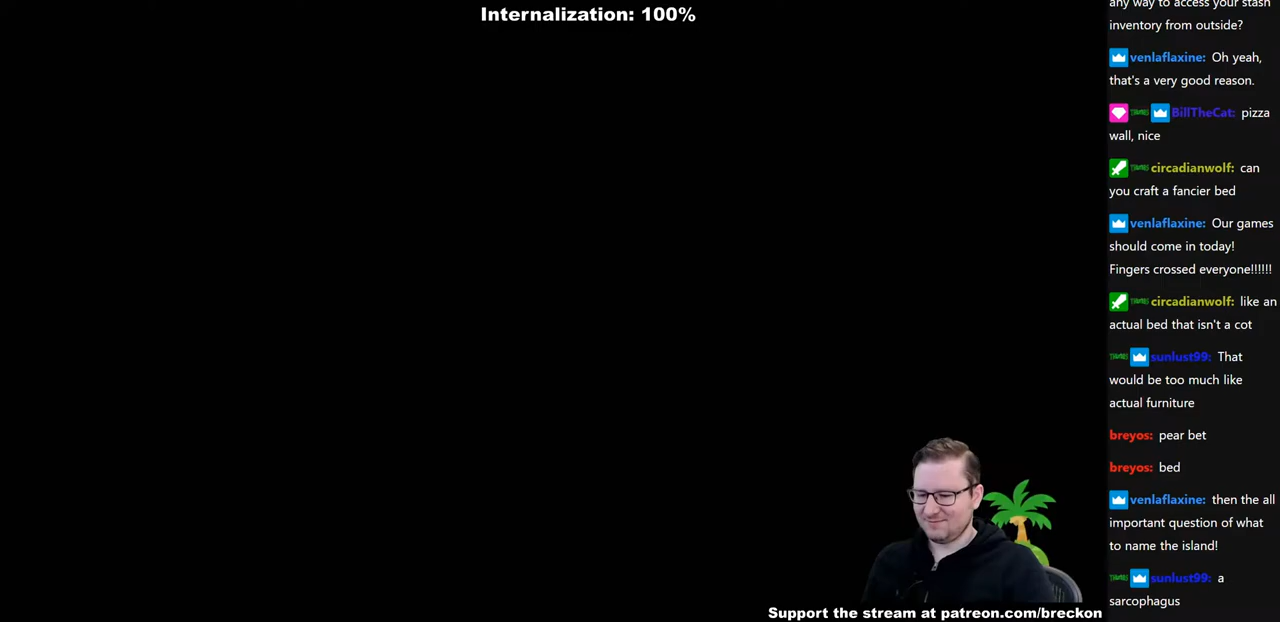 Internalization: 100%
any way to access your stash
inventory from outside?
venlaflaxine: Oh yeah,
that's a very good reason.
BillTheCat: pizza
wall, nice
circadianwolf: can
you craft a fancier bed
venlaflaxine: Our games
should come in today!
Fingers crossed everyone!!!!!!
circadianwolf: like an
actual bed that isn't a cot
sunlust99: That
would be too much like
actual furniture
breyos: pear bet
breyos: bed
venlaflaxine: then the all
important question of what
to name the island!
sunlust99: a
sarcophagus
Support the stream at patreon.com/breckon